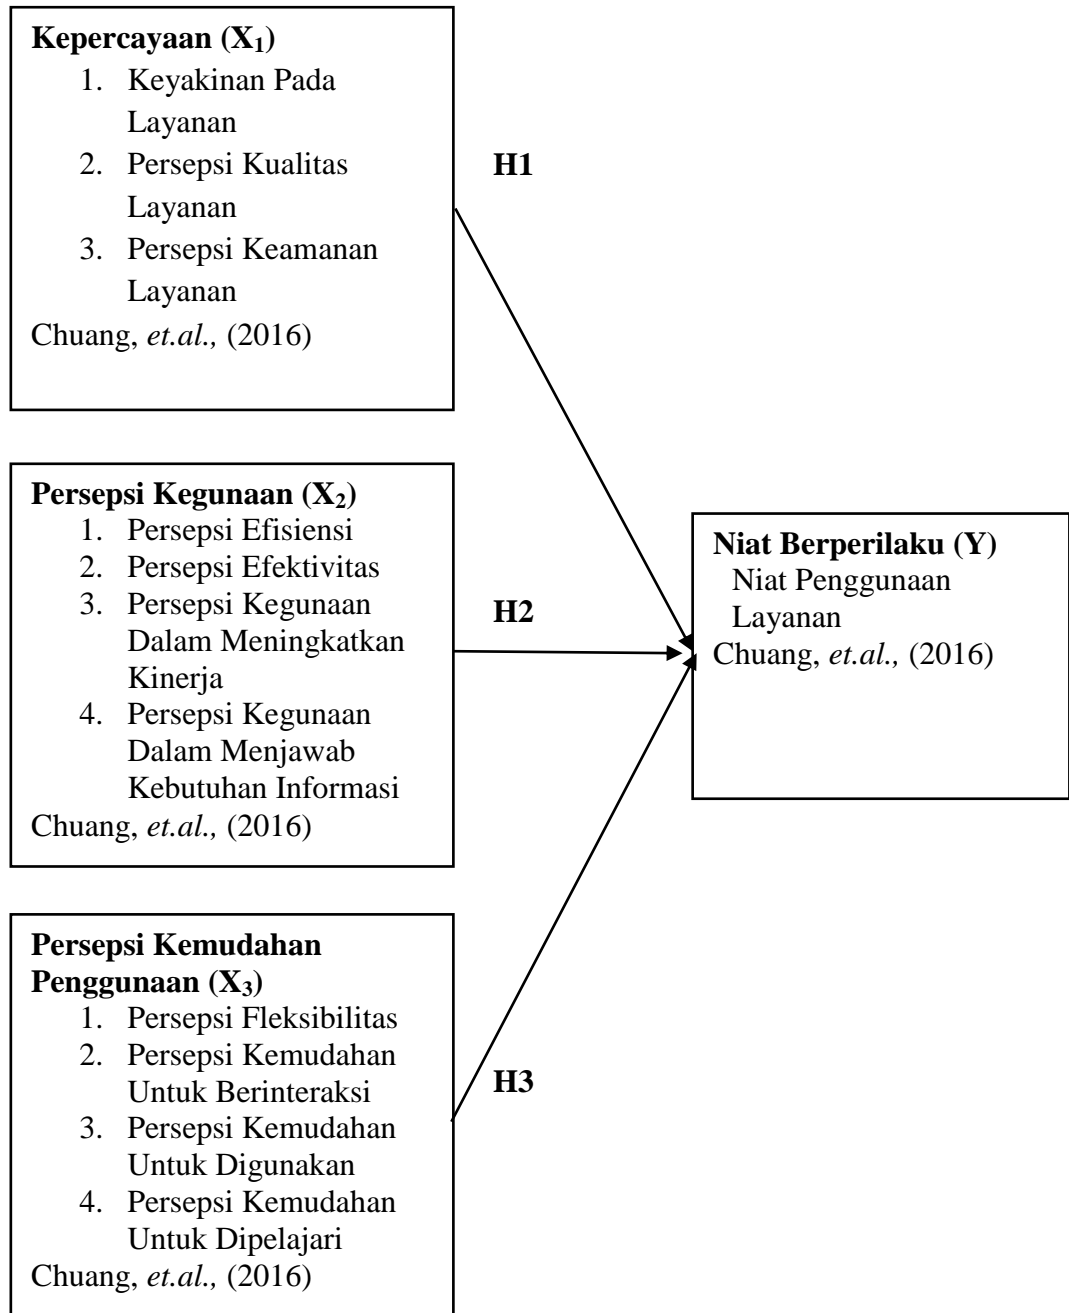 Kepercayaan (X₁)
1. Keyakinan Pada
Layanan
2. Persepsi Kualitas
Layanan
3. Persepsi Keamanan
Layanan
Chuang, et.al., (2016)
H1
Persepsi Kegunaan (X₂)
1. Persepsi Efisiensi
2. Persepsi Efektivitas
3. Persepsi Kegunaan
Dalam Meningkatkan
Kinerja
4. Persepsi Kegunaan
Dalam Menjawab
Kebutuhan Informasi
Chuang, et.al., (2016)
H2
Niat Berperilaku (Y)
Niat Penggunaan
Layanan
Chuang, et.al., (2016)
Persepsi Kemudahan
Penggunaan (X₃)
1. Persepsi Fleksibilitas
2. Persepsi Kemudahan
Untuk Berinteraksi
3. Persepsi Kemudahan
Untuk Digunakan
4. Persepsi Kemudahan
Untuk Dipelajari
Chuang, et.al., (2016)
H3